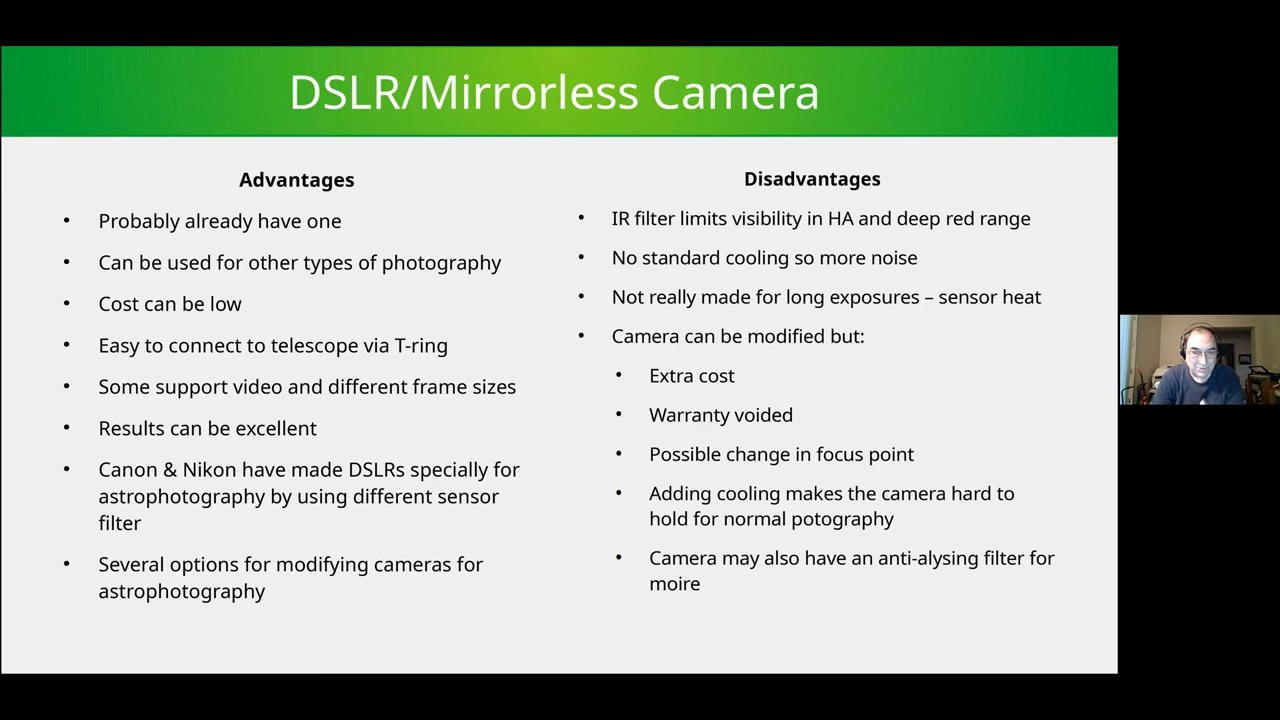 DSLR/Mirrorless Camera
Advantages
• Probably already have one
• Can be used for other types of photography
• Cost can be low
• Easy to connect to telescope via T-ring
• Some support video and different frame sizes
• Results can be excellent
• Canon & Nikon have made DSLRs specially for
astrophotography by using different sensor
filter
• Several options for modifying cameras for
astrophotography
Disadvantages
• IR filter limits visibility in HA and deep red range
• No standard cooling so more noise
• Not really made for long exposures – sensor heat
• Camera can be modified but:
• Extra cost
• Warranty voided
• Possible change in focus point
• Adding cooling makes the camera hard to
hold for normal potography
• Camera may also have an anti-alysing filter for
moire